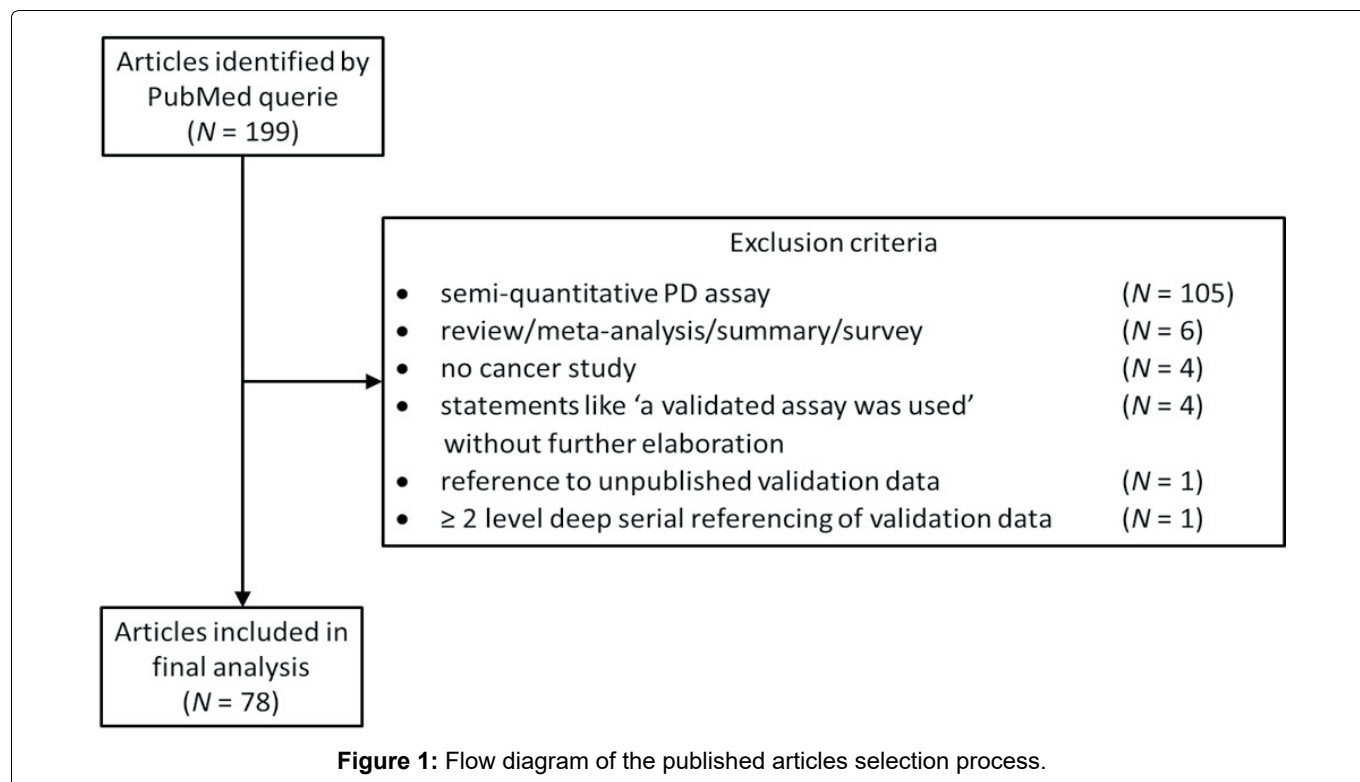 Articles identified by
PubMed querie
(N = 199)
Exclusion criteria
• semi-quantitative PD assay (N = 105)
• review/meta-analysis/summary/survey (N = 6)
• no cancer study (N = 4)
• statements like ‘a validated assay was used’ (N = 4)
without further elaboration
• reference to unpublished validation data (N = 1)
• ≥ 2 level deep serial referencing of validation data (N = 1)
Articles included in
final analysis
(N = 78)
Figure 1: Flow diagram of the published articles selection process.